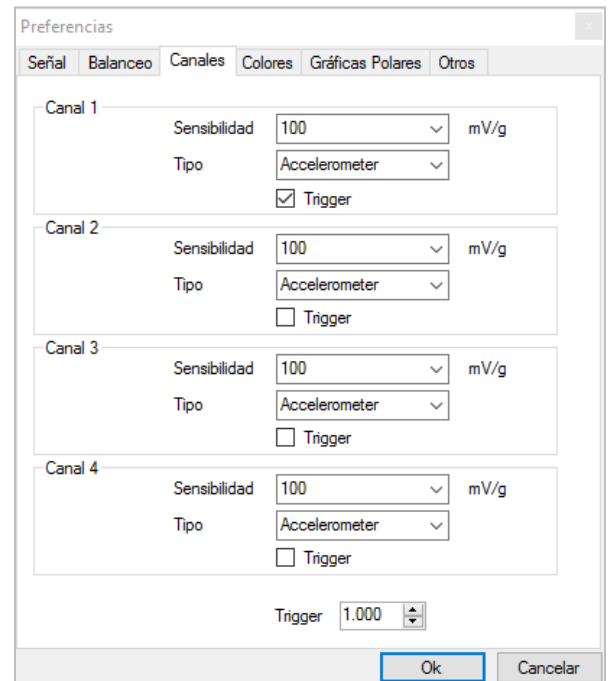 Preferencias
Señal Balanceo Canales Colores Gráficas Polares Otros
Canal 1
Sensibilidad 100 mV/g
Tipo Accelerometer
Trigger
Canal 2
Sensibilidad 100 mV/g
Tipo Accelerometer
Trigger
Canal 3
Sensibilidad 100 mV/g
Tipo Accelerometer
Trigger
Canal 4
Sensibilidad 100 mV/g
Tipo Accelerometer
Trigger
Trigger 1.000
Ok Cancelar